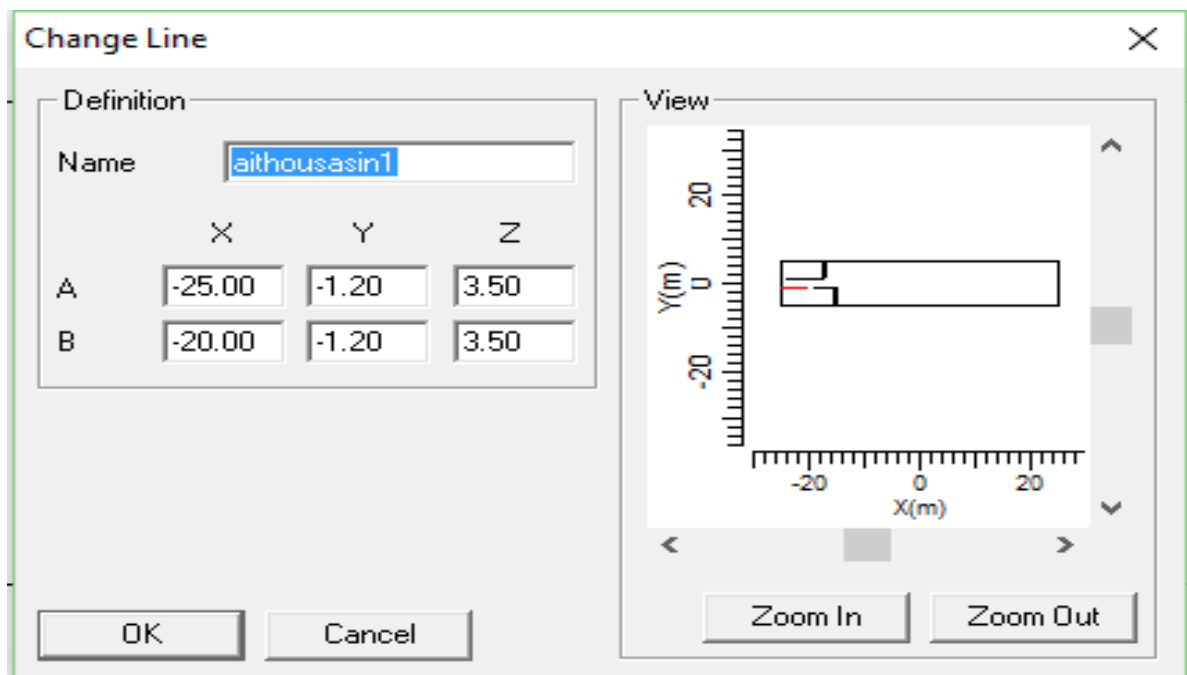 Change Line
Definition
Name aithousasin1
X Y Z
A -25.00 -1.20 3.50
B -20.00 -1.20 3.50
OK Cancel
View
20
0
-20
Y(m)
-20 0 20
X(m)
Zoom In Zoom Out